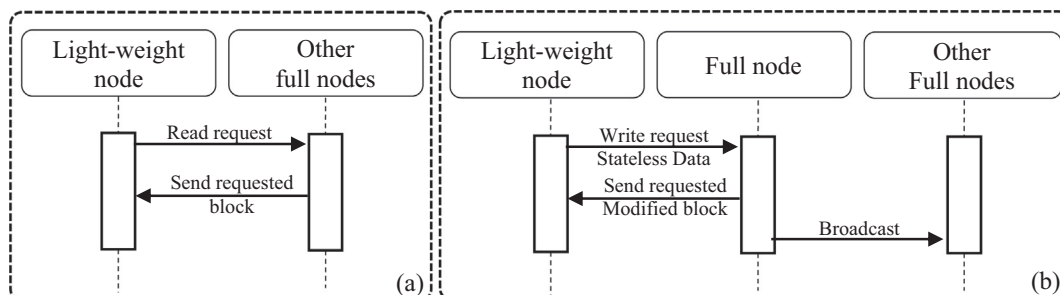 Light-weight
node
Other
full nodes
Read request
Send requested
block
(a)
Light-weight
node
Full node
Other
Full nodes
Write request
Stateless Data
Send requested
Modified block
Broadcast
(b)